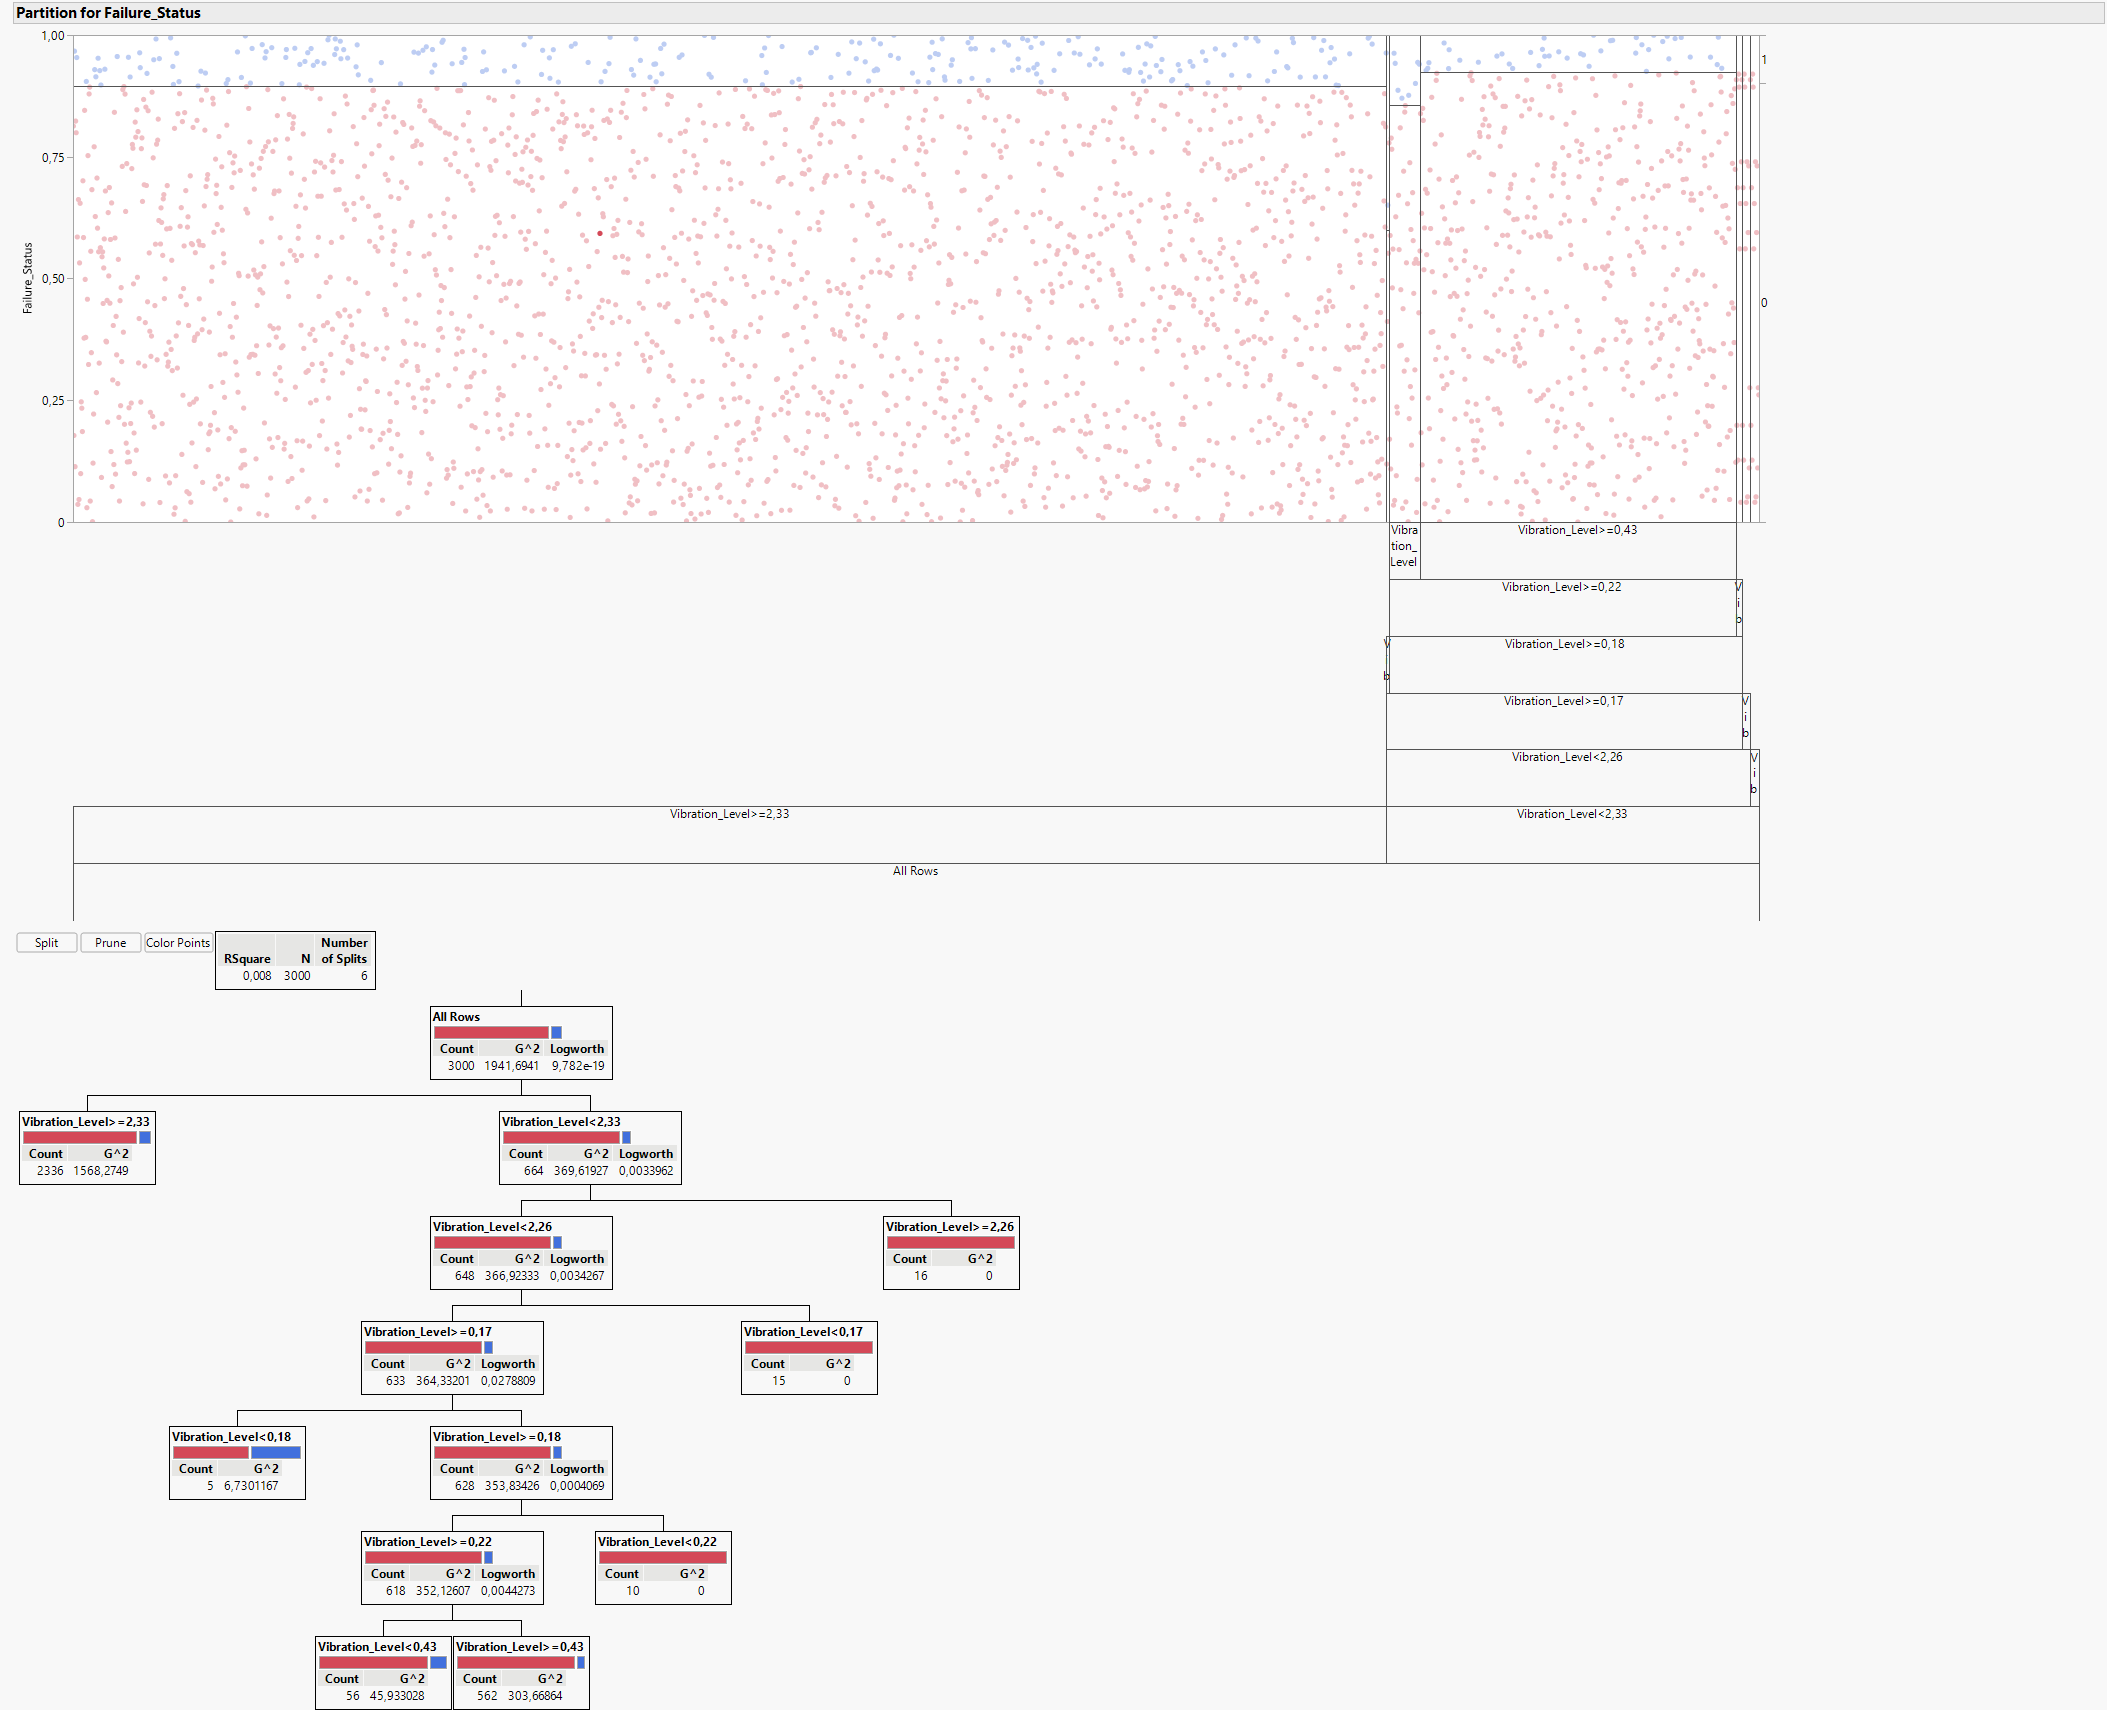 Partition for Failure_Status
1,00
0,75
0,50
0,25
0
Failure_Status
1
0
Vibra
tion_
Level
Vibration_Level>=0,43
Vibration_Level>=0,22
V
i
b
Vibration_Level>=0,18
V
b
Vibration_Level>=0,17
V
i
b
Vibration_Level<2,26
V
i
b
Vibration_Level>=2,33
Vibration_Level<2,33
All Rows
Split
Prune
Color Points
RSquare N Number of Splits
0,008 3000 6
All Rows
Count G^2 Logworth
3000 1941,6941 9,782e-19
Vibration_Level>=2,33
Count G^2
2336 1568,2749
Vibration_Level<2,33
Count G^2 Logworth
664 369,61927 0,0033962
Vibration_Level<2,26
Count G^2 Logworth
648 366,92333 0,0034267
Vibration_Level>=2,26
Count G^2
16 0
Vibration_Level>=0,17
Count G^2 Logworth
633 364,33201 0,0278809
Vibration_Level<0,17
Count G^2
15 0
Vibration_Level<0,18
Count G^2
5 6,7301167
Vibration_Level>=0,18
Count G^2 Logworth
628 353,83426 0,0004069
Vibration_Level>=0,22
Count G^2 Logworth
618 352,12607 0,0044273
Vibration_Level<0,22
Count G^2
10 0
Vibration_Level<0,43
Count G^2
56 45,933028
Vibration_Level>=0,43
Count G^2
562 303,66864